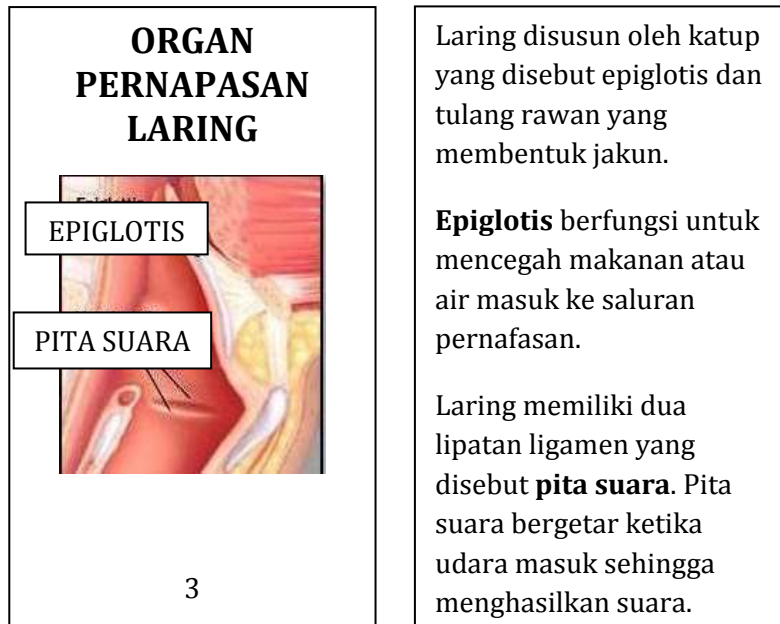 ORGAN
PERNAPASAN
LARING
EPIGLOTIS
PITA SUARA
3
Laring disusun oleh katup
yang disebut epiglotis dan
tulang rawan yang
membentuk jakun.
Epiglotis berfungsi untuk
mencegah makanan atau
air masuk ke saluran
pernafasan.
Laring memiliki dua
lipatan ligamen yang
disebut pita suara. Pita
suara bergetar ketika
udara masuk sehingga
menghasilkan suara.